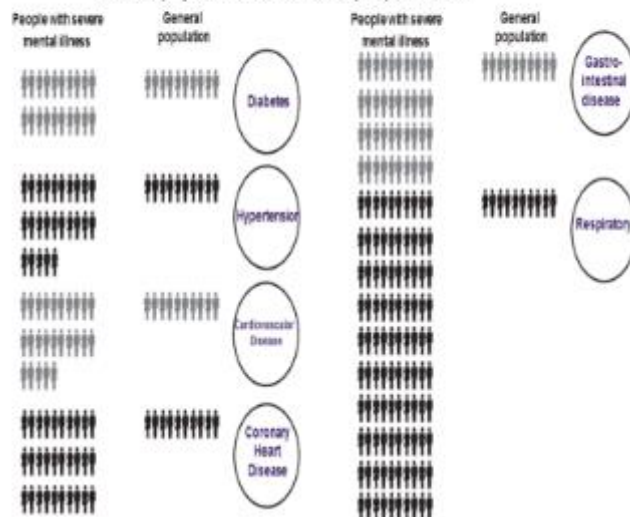 People with severe
mental illness
General
population
Diabetes
Hypertension
Cardiovascular
Disease
Coronary
Heart
Disease
People with severe
mental illness
General
population
Gastro-
intestinal
disease
Respiratory